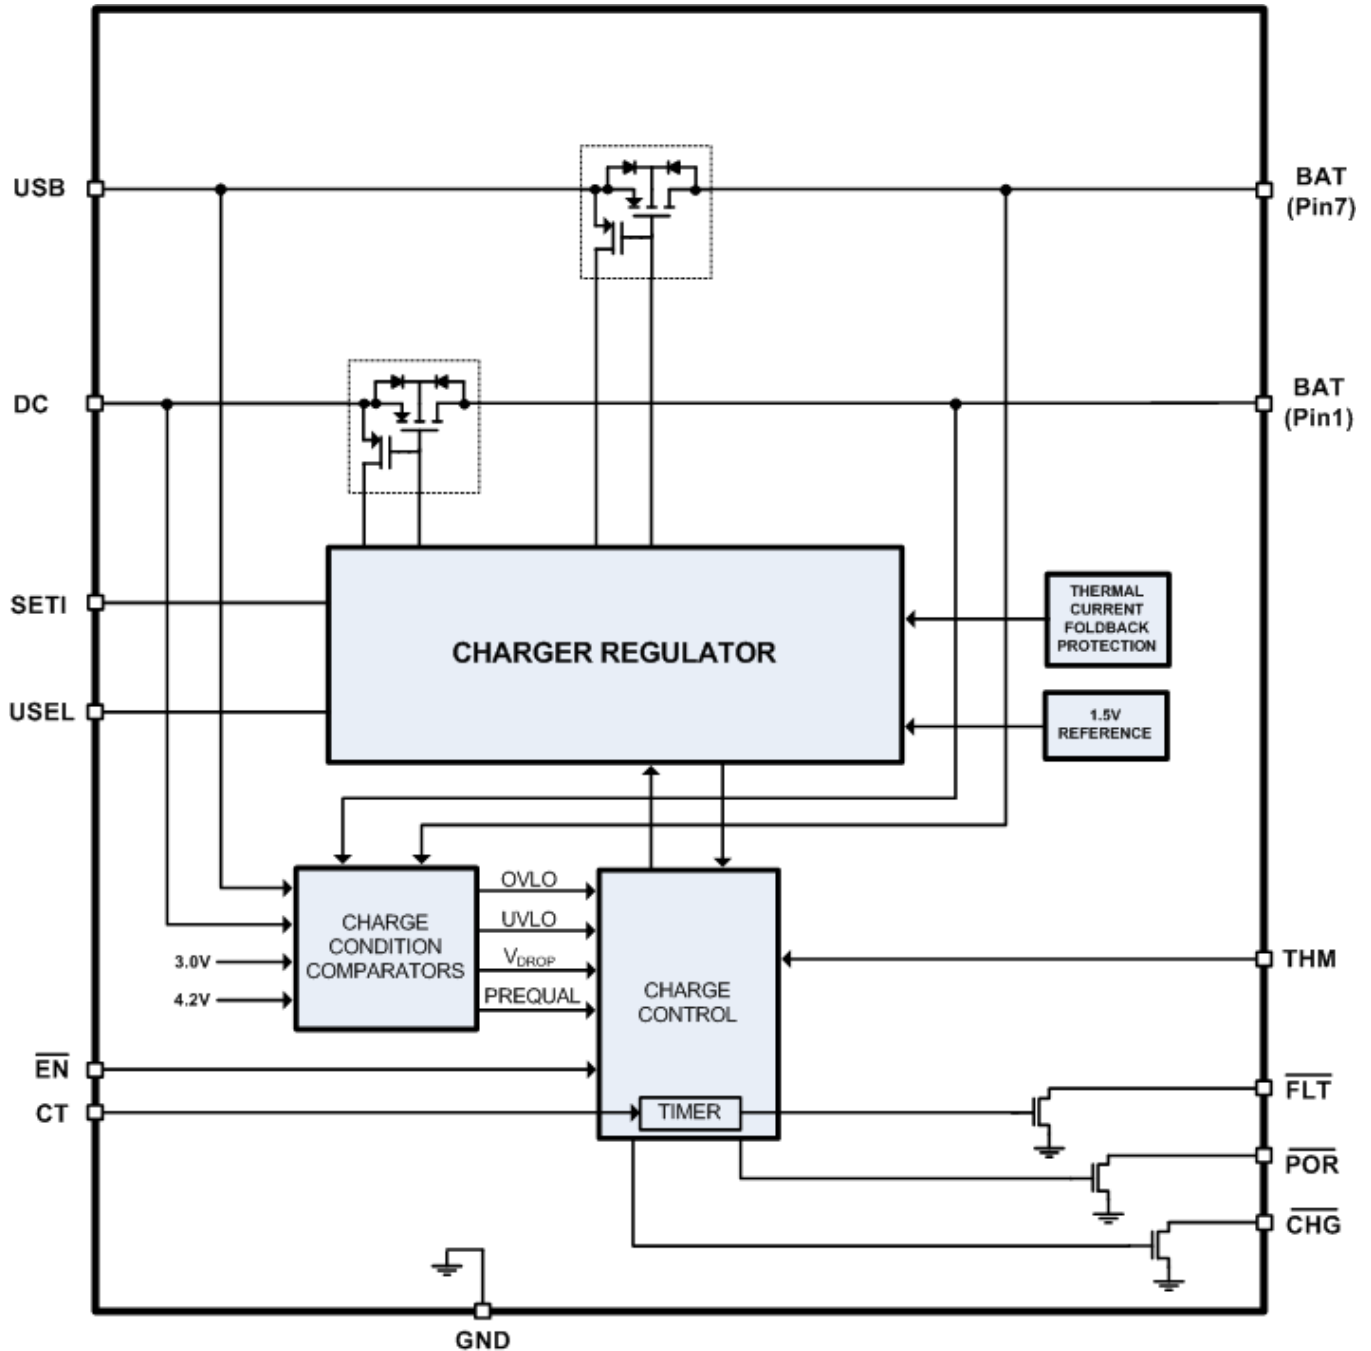 USB
BAT
(Pin7)
DC
BAT
(Pin1)
SETI
CHARGER REGULATOR
THERMAL
CURRENT
FOLDBACK
PROTECTION
USEL
1.5V
REFERENCE
CHARGE
CONDITION
COMPARATORS
3.0V
4.2V
OVLO
UVLO
VDROP
PREQUAL
CHARGE
CONTROL
THM
EN
CT
TIMER
FLT
POR
CHG
GND